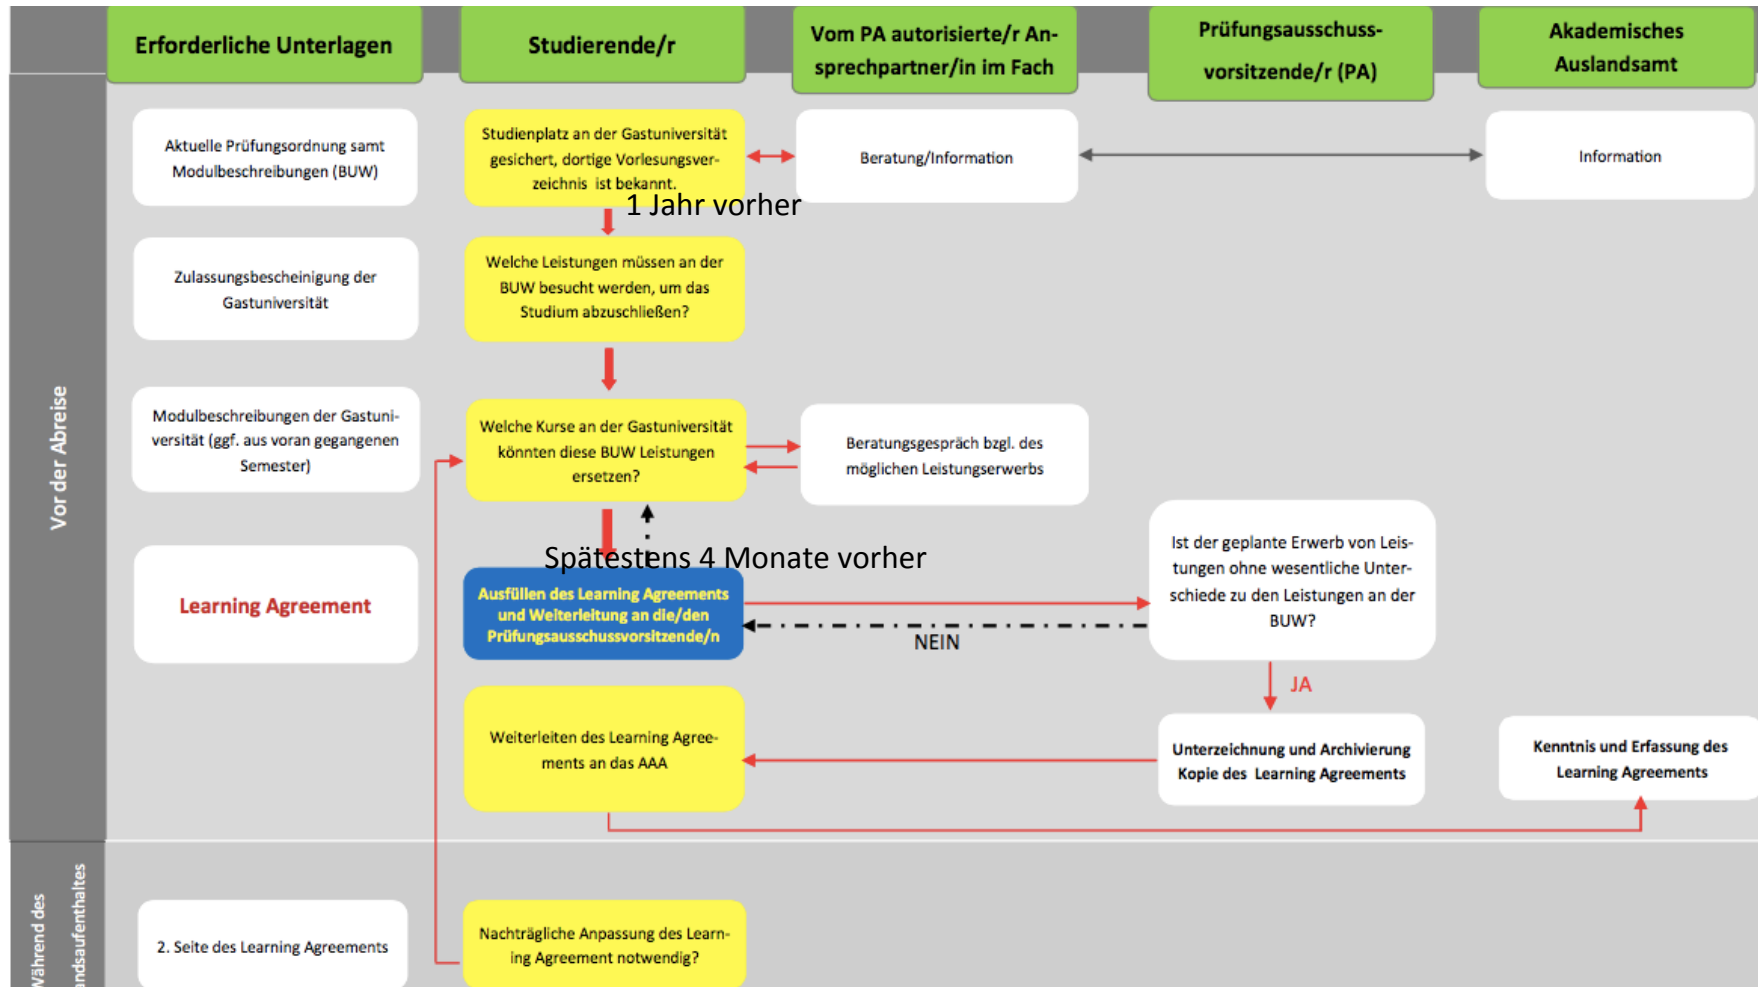 Erforderliche Unterlagen
Studierende/r
Vom PA autorisierte/r An-
sprechpartner/in im Fach
Prüfungsausschuss-
vorsitzende/r (PA)
Akademisches
Auslandsamt
Vor der Abreise
Aktuelle Prüfungsordnung samt
Modulbeschreibungen (BUW)
Studienplatz an der Gastuniversität
gesichert, dortige Vorlesungsver-
zeichnis ist bekannt.
Beratung/Information
Information
1 Jahr vorher
Zulassungsbescheinigung der
Gastuniversität
Welche Leistungen müssen an der
BUW besucht werden, um das
Studium abzuschließen?
Modulbeschreibungen der Gastuni-
versität (ggf. aus voran gegangenen
Semester)
Welche Kurse an der Gastuniversität
könnten diese BUW Leistungen
ersetzen?
Beratungsgespräch bzgl. des
möglichen Leistungserwerbs
Spätestens 4 Monate vorher
Learning Agreement
Ausfüllen des Learning Agreements
und Weiterleitung an die/den
Prüfungsausschussvorsitzende/n
Ist der geplante Erwerb von Leis-
tungen ohne wesentliche Unter-
schiede zu den Leistungen an der
BUW?
NEIN
JA
Weiterleiten des Learning Agree-
ments an das AAA
Unterzeichnung und Archivierung
Kopie des Learning Agreements
Kenntnis und Erfassung des
Learning Agreements
Während des
ndsaufenthaltes
2. Seite des Learning Agreements
Nachträgliche Anpassung des Learn-
ing Agreement notwendig?